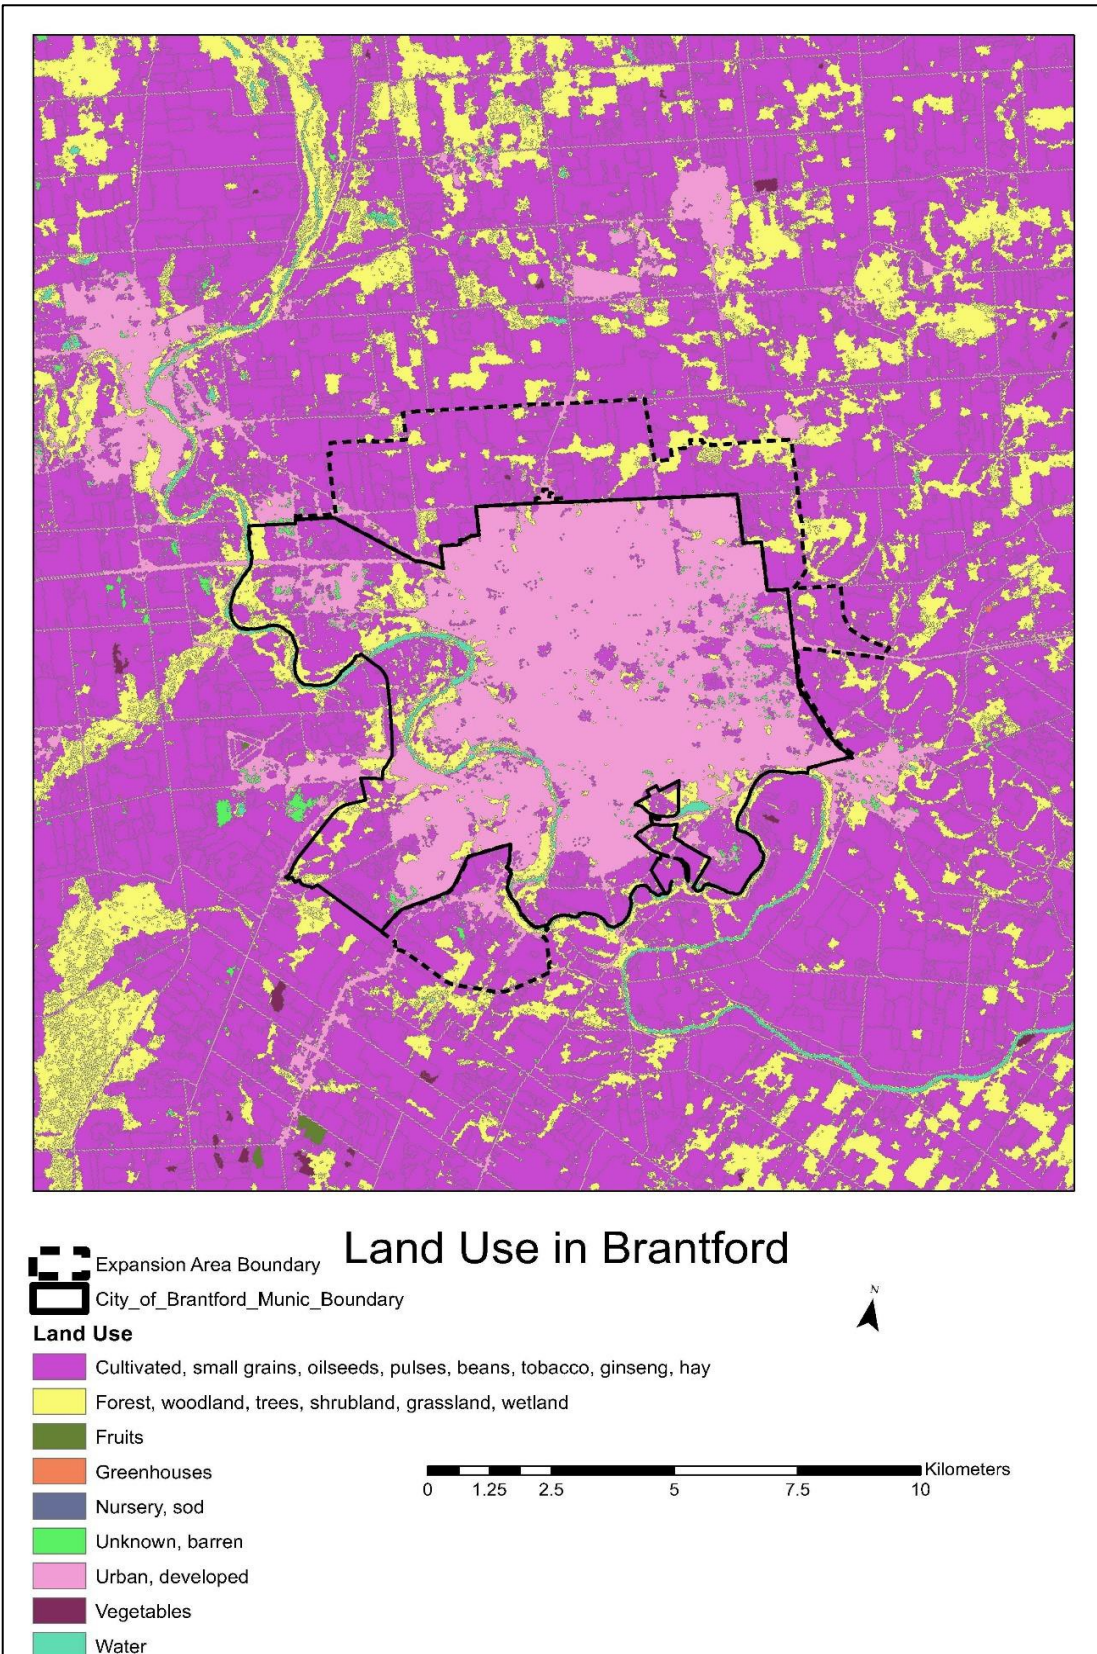 Land Use in Brantford
Expansion Area Boundary
City_of_Brantford_Munic_Boundary
N
Land Use
Cultivated, small grains, oilseeds, pulses, beans, tobacco, ginseng, hay
Forest, woodland, trees, shrubland, grassland, wetland
Fruits
Greenhouses
Nursery, sod
Unknown, barren
Urban, developed
Vegetables
Water
Kilometers
0 1.25 2.5 5 7.5 10